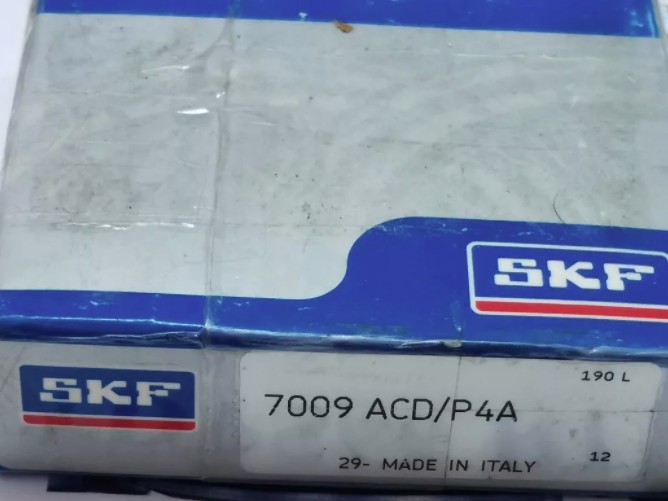 SKF
SKF
190 L
7009 ACD/P4A
29- MADE IN ITALY 12